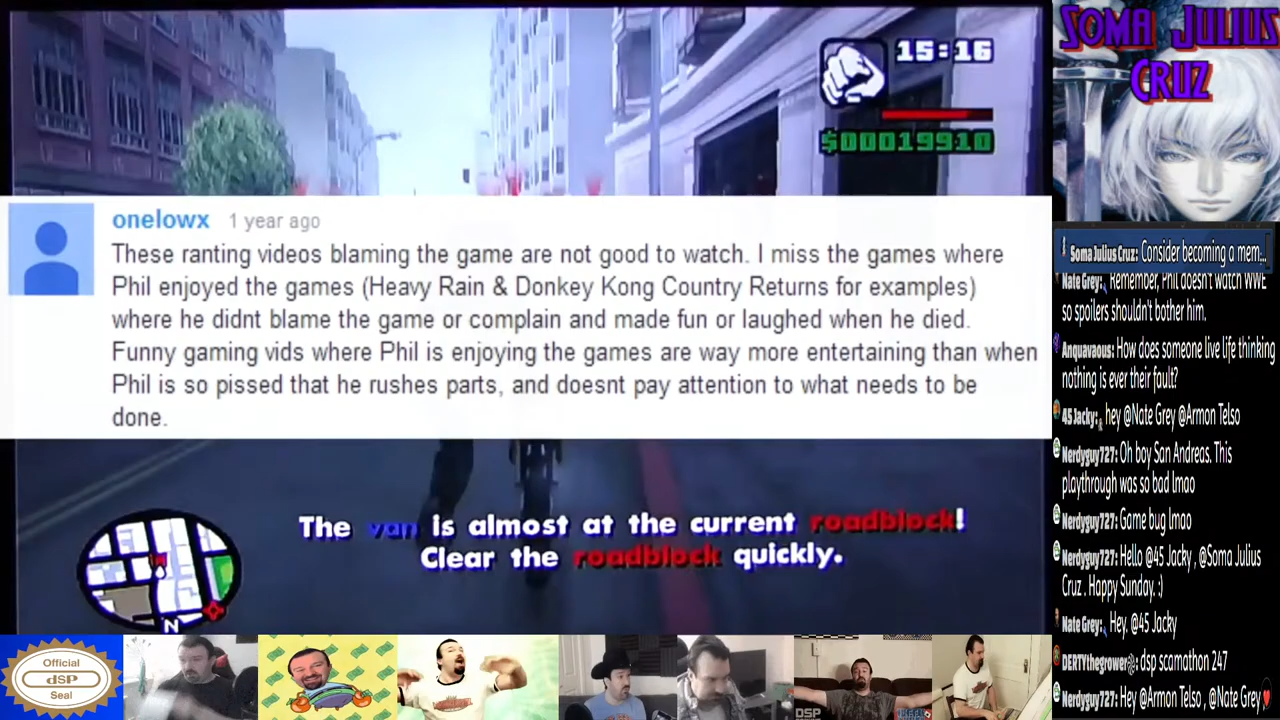 15:16
$00019910
onelowx 1 year ago
These ranting videos blaming the game are not good to watch. I miss the games where
Phil enjoyed the games (Heavy Rain & Donkey Kong Country Returns for examples)
where he didnt blame the game or complain and made fun or laughed when he died.
Funny gaming vids where Phil is enjoying the games are way more entertaining than when
Phil is so pissed that he rushes parts, and doesnt pay attention to what needs to be
done.
The van is almost at the current roadblock!
Clear the roadblock quickly.
N
Official
dSP
Seal
DSP
SOMA JULIUS
CRUZ
Soma Julius Cruz: Consider becoming a mem...
Nate Grey: Remember, Phil doesn't watch WWE
so spoilers shouldn't bother him.
Anquavaous: How does someone live life thinking
nothing is ever their fault?
45 Jacky: hey @Nate Grey @Armon Telso
Nerdyguy727: Oh boy San Andreas. This
playthrough was so bad lmao
Nerdyguy727: Game bug lmao
Nerdyguy727: Hello @45 Jacky , @Soma Julius
Cruz . Happy Sunday. :)
Nate Grey: Hey, @45 Jacky
DERTYthegrower: dsp scamathon 247
Nerdyguy727: Hey @Armon Telso , @Nate Grey